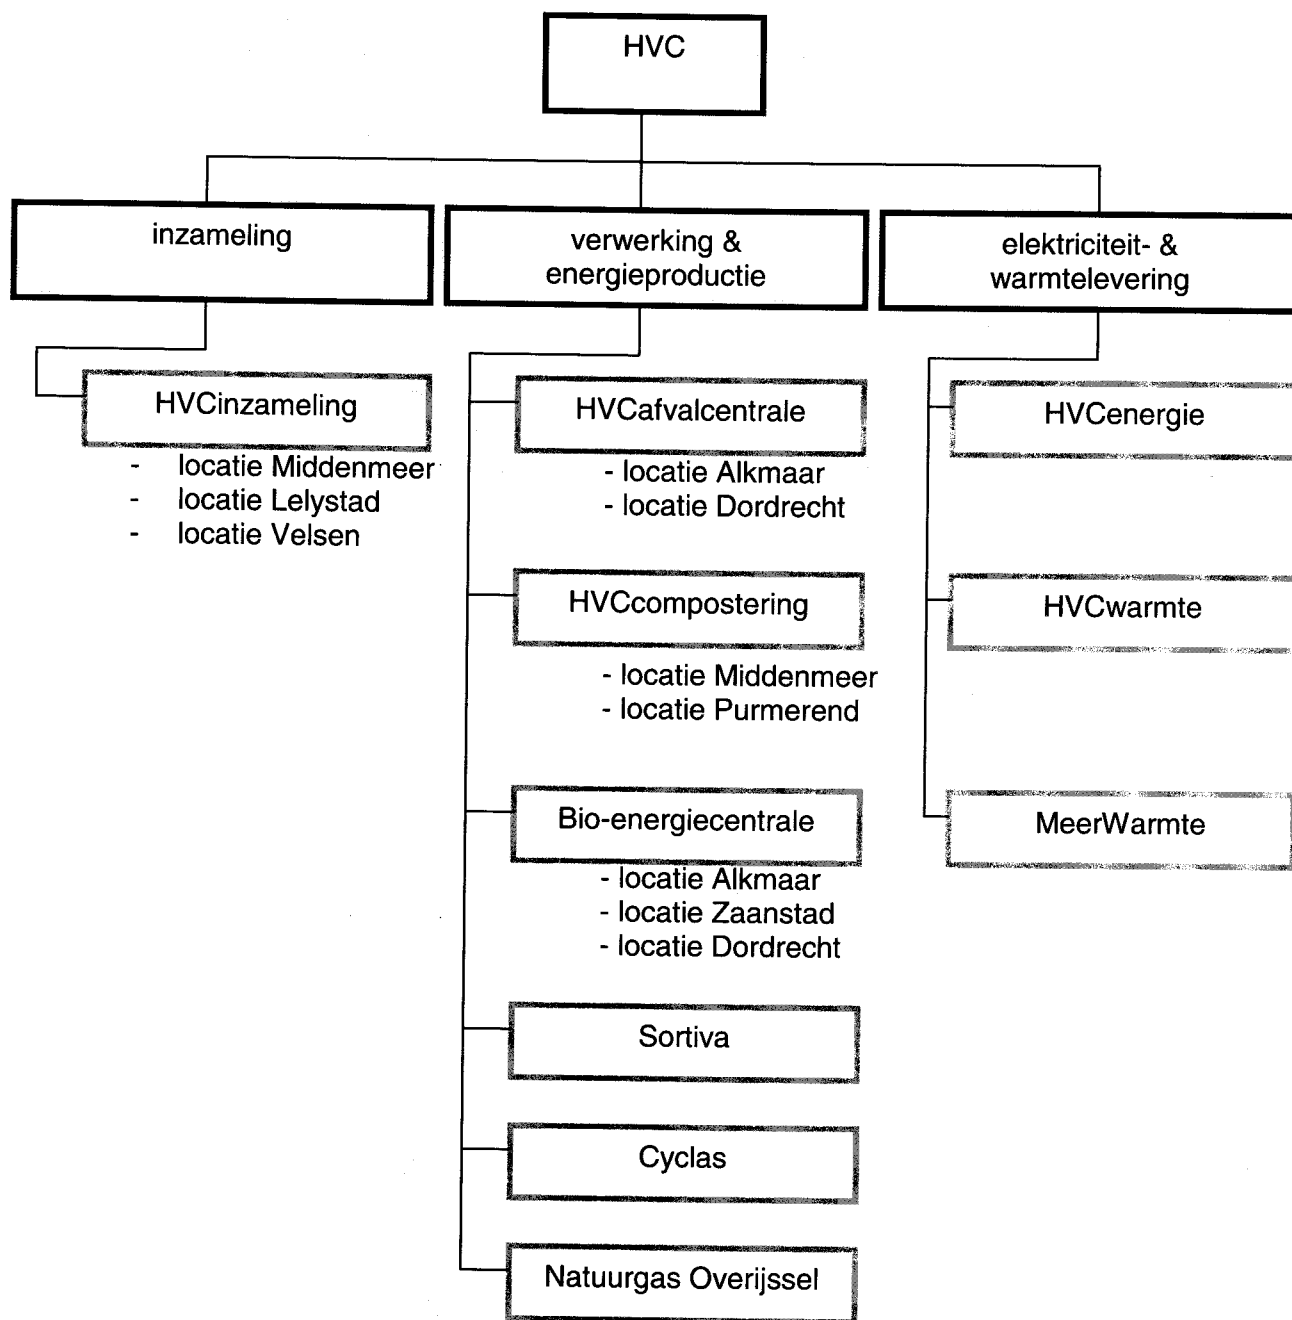 HVC
inzameling
verwerking &
energieproductie
elektriciteit- &
warmtelevering
HVCinzameling
- locatie Middenmeer
- locatie Lelystad
- locatie Velsen
HVCafvalcentrale
- locatie Alkmaar
- locatie Dordrecht
HVCcompostering
- locatie Middenmeer
- locatie Purmerend
Bio-energiecentrale
- locatie Alkmaar
- locatie Zaanstad
- locatie Dordrecht
Sortiva
Cyclas
Natuurgas Overijssel
HVCenergie
HVCwarmte
MeerWarmte